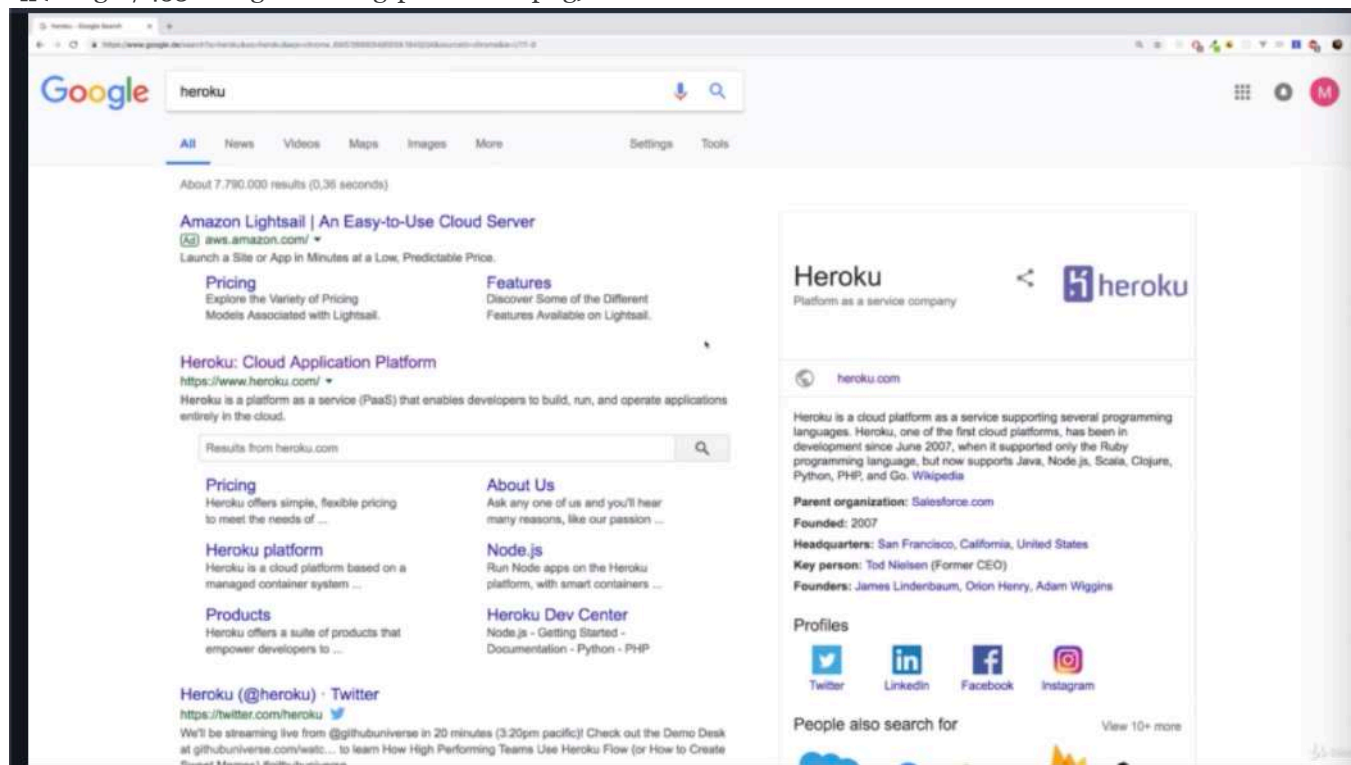 heroku - Google Search
Google
heroku
M
All News Videos Maps Images More Settings Tools
About 7.790.000 results (0,36 seconds)
Amazon Lightsail | An Easy-to-Use Cloud Server
Ad aws.amazon.com/
Launch a Site or App in Minutes at a Low, Predictable Price.
Pricing
Explore the Variety of Pricing
Models Associated with Lightsail.
Features
Discover Some of the Different
Features Available on Lightsail.
Heroku: Cloud Application Platform
https://www.heroku.com/
Heroku is a platform as a service (PaaS) that enables developers to build, run, and operate applications
entirely in the cloud.
Results from heroku.com
Pricing
Heroku offers simple, flexible pricing
to meet the needs of ...
About Us
Ask any one of us and you'll hear
many reasons, like our passion ...
Heroku platform
Heroku is a cloud platform based on a
managed container system ...
Node.js
Run Node apps on the Heroku
platform, with smart containers ...
Products
Heroku offers a suite of products that
empower developers to ...
Heroku Dev Center
Node.js - Getting Started -
Documentation - Python - PHP
Heroku (@heroku) · Twitter
https://twitter.com/heroku
We'll be streaming live from @githubuniverse in 20 minutes (3:20pm pacific)! Check out the Demo Desk
at githubuniverse.com/watc... to learn How High Performing Teams Use Heroku Flow (or How to Create
Heroku
Platform as a service company
heroku
heroku.com
Heroku is a cloud platform as a service supporting several programming
languages. Heroku, one of the first cloud platforms, has been in
development since June 2007, when it supported only the Ruby
programming language, but now supports Java, Node.js, Scala, Clojure,
Python, PHP, and Go. Wikipedia
Parent organization: Salesforce.com
Founded: 2007
Headquarters: San Francisco, California, United States
Key person: Tod Nielsen (Former CEO)
Founders: James Lindenbaum, Orion Henry, Adam Wiggins
Profiles
Twitter LinkedIn Facebook Instagram
People also search for View 10+ more